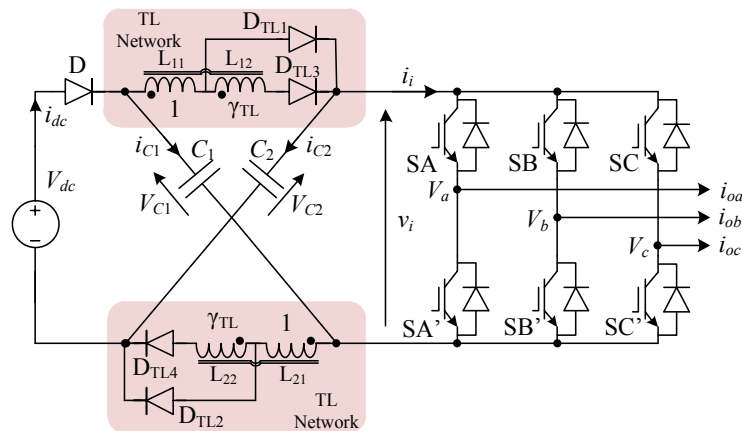 TL
Network
D_TL1
D
L_11
L_12
D_TL3
1
γ_TL
i_i
i_dc
i_C1
C_1
C_2
i_C2
SA
SB
SC
V_dc
V_C1
V_C2
V_a
i_oa
+
−
v_i
V_b
i_ob
V_c
i_oc
γ_TL
1
SA’
SB’
SC’
D_TL4
L_22
L_21
D_TL2
TL
Network